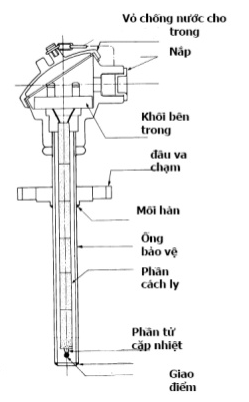 Vỏ chống nước cho
trong
Nắp
Khối bên
trong
đầu va
chạm
Mối hàn
Ống
bảo vệ
Phần
cách ly
Phần tử
cặp nhiệt
Giao
điểm